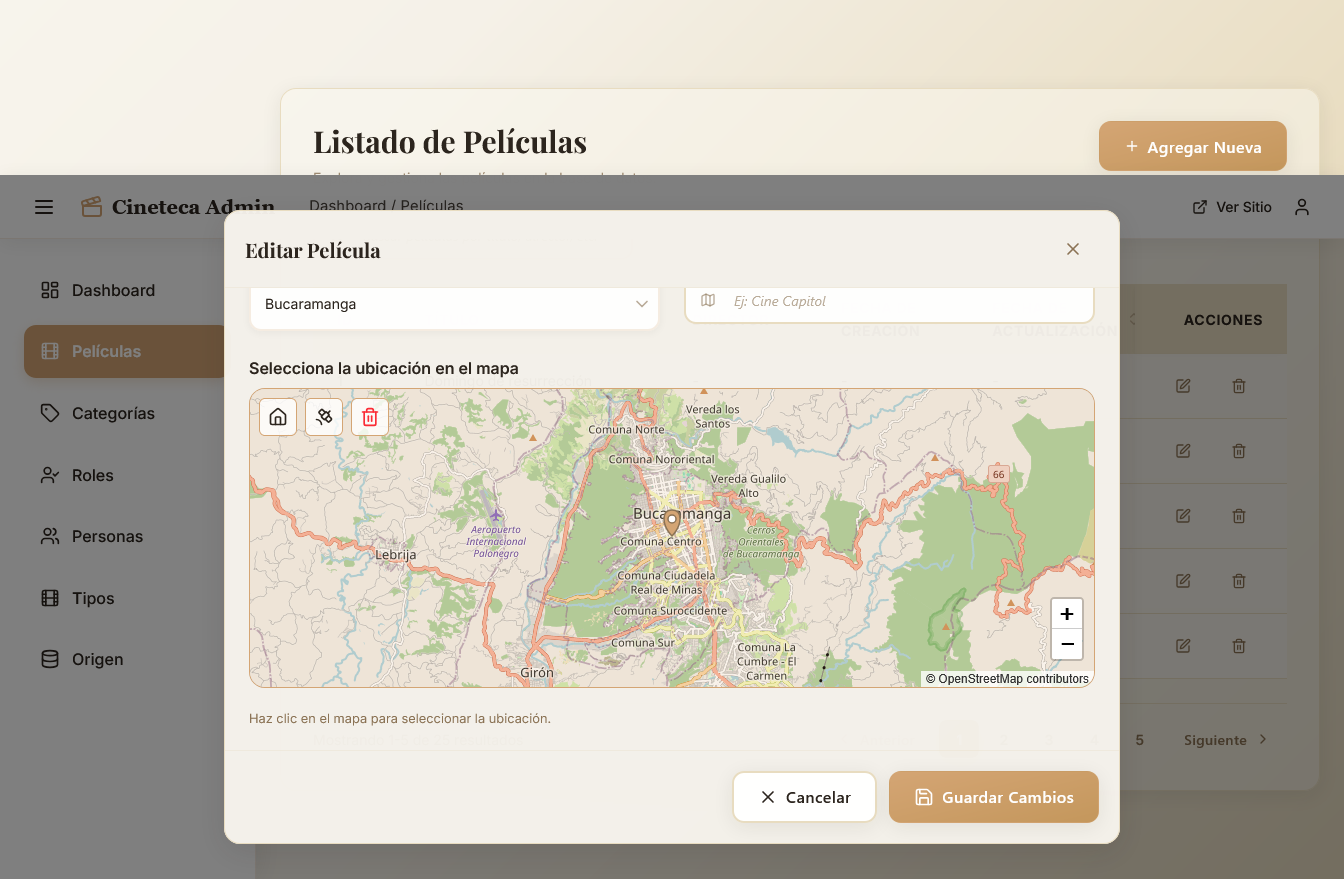 Listado de Películas
+ Agregar Nueva
Cineteca Admin
Dashboard / Películas
Ver Sitio
Editar Película
Dashboard
Películas
Categorías
Roles
Personas
Tipos
Origen
Bucaramanga
Ej: Cine Capitol
CREACIÓN
ACTUALIZACIÓN
ACCIONES
Selecciona la ubicación en el mapa
Vereda los
Santos
Comuna Norte
Comuna Nororiental
66
Vereda Gualilo
Alto
Bucaramanga
Aeropuerto
Internacional
Palonegro
Comuna Centro
Cerros
Orientales
de Bucaramanga
Lebrija
Comuna Ciudadela
Real de Minas
Comuna Suroccidente
+
−
Comuna Sur
Comuna La
Cumbre - El
Carmen
Girón
© OpenStreetMap contributors
Haz clic en el mapa para seleccionar la ubicación.
5
Siguiente
Cancelar
Guardar Cambios